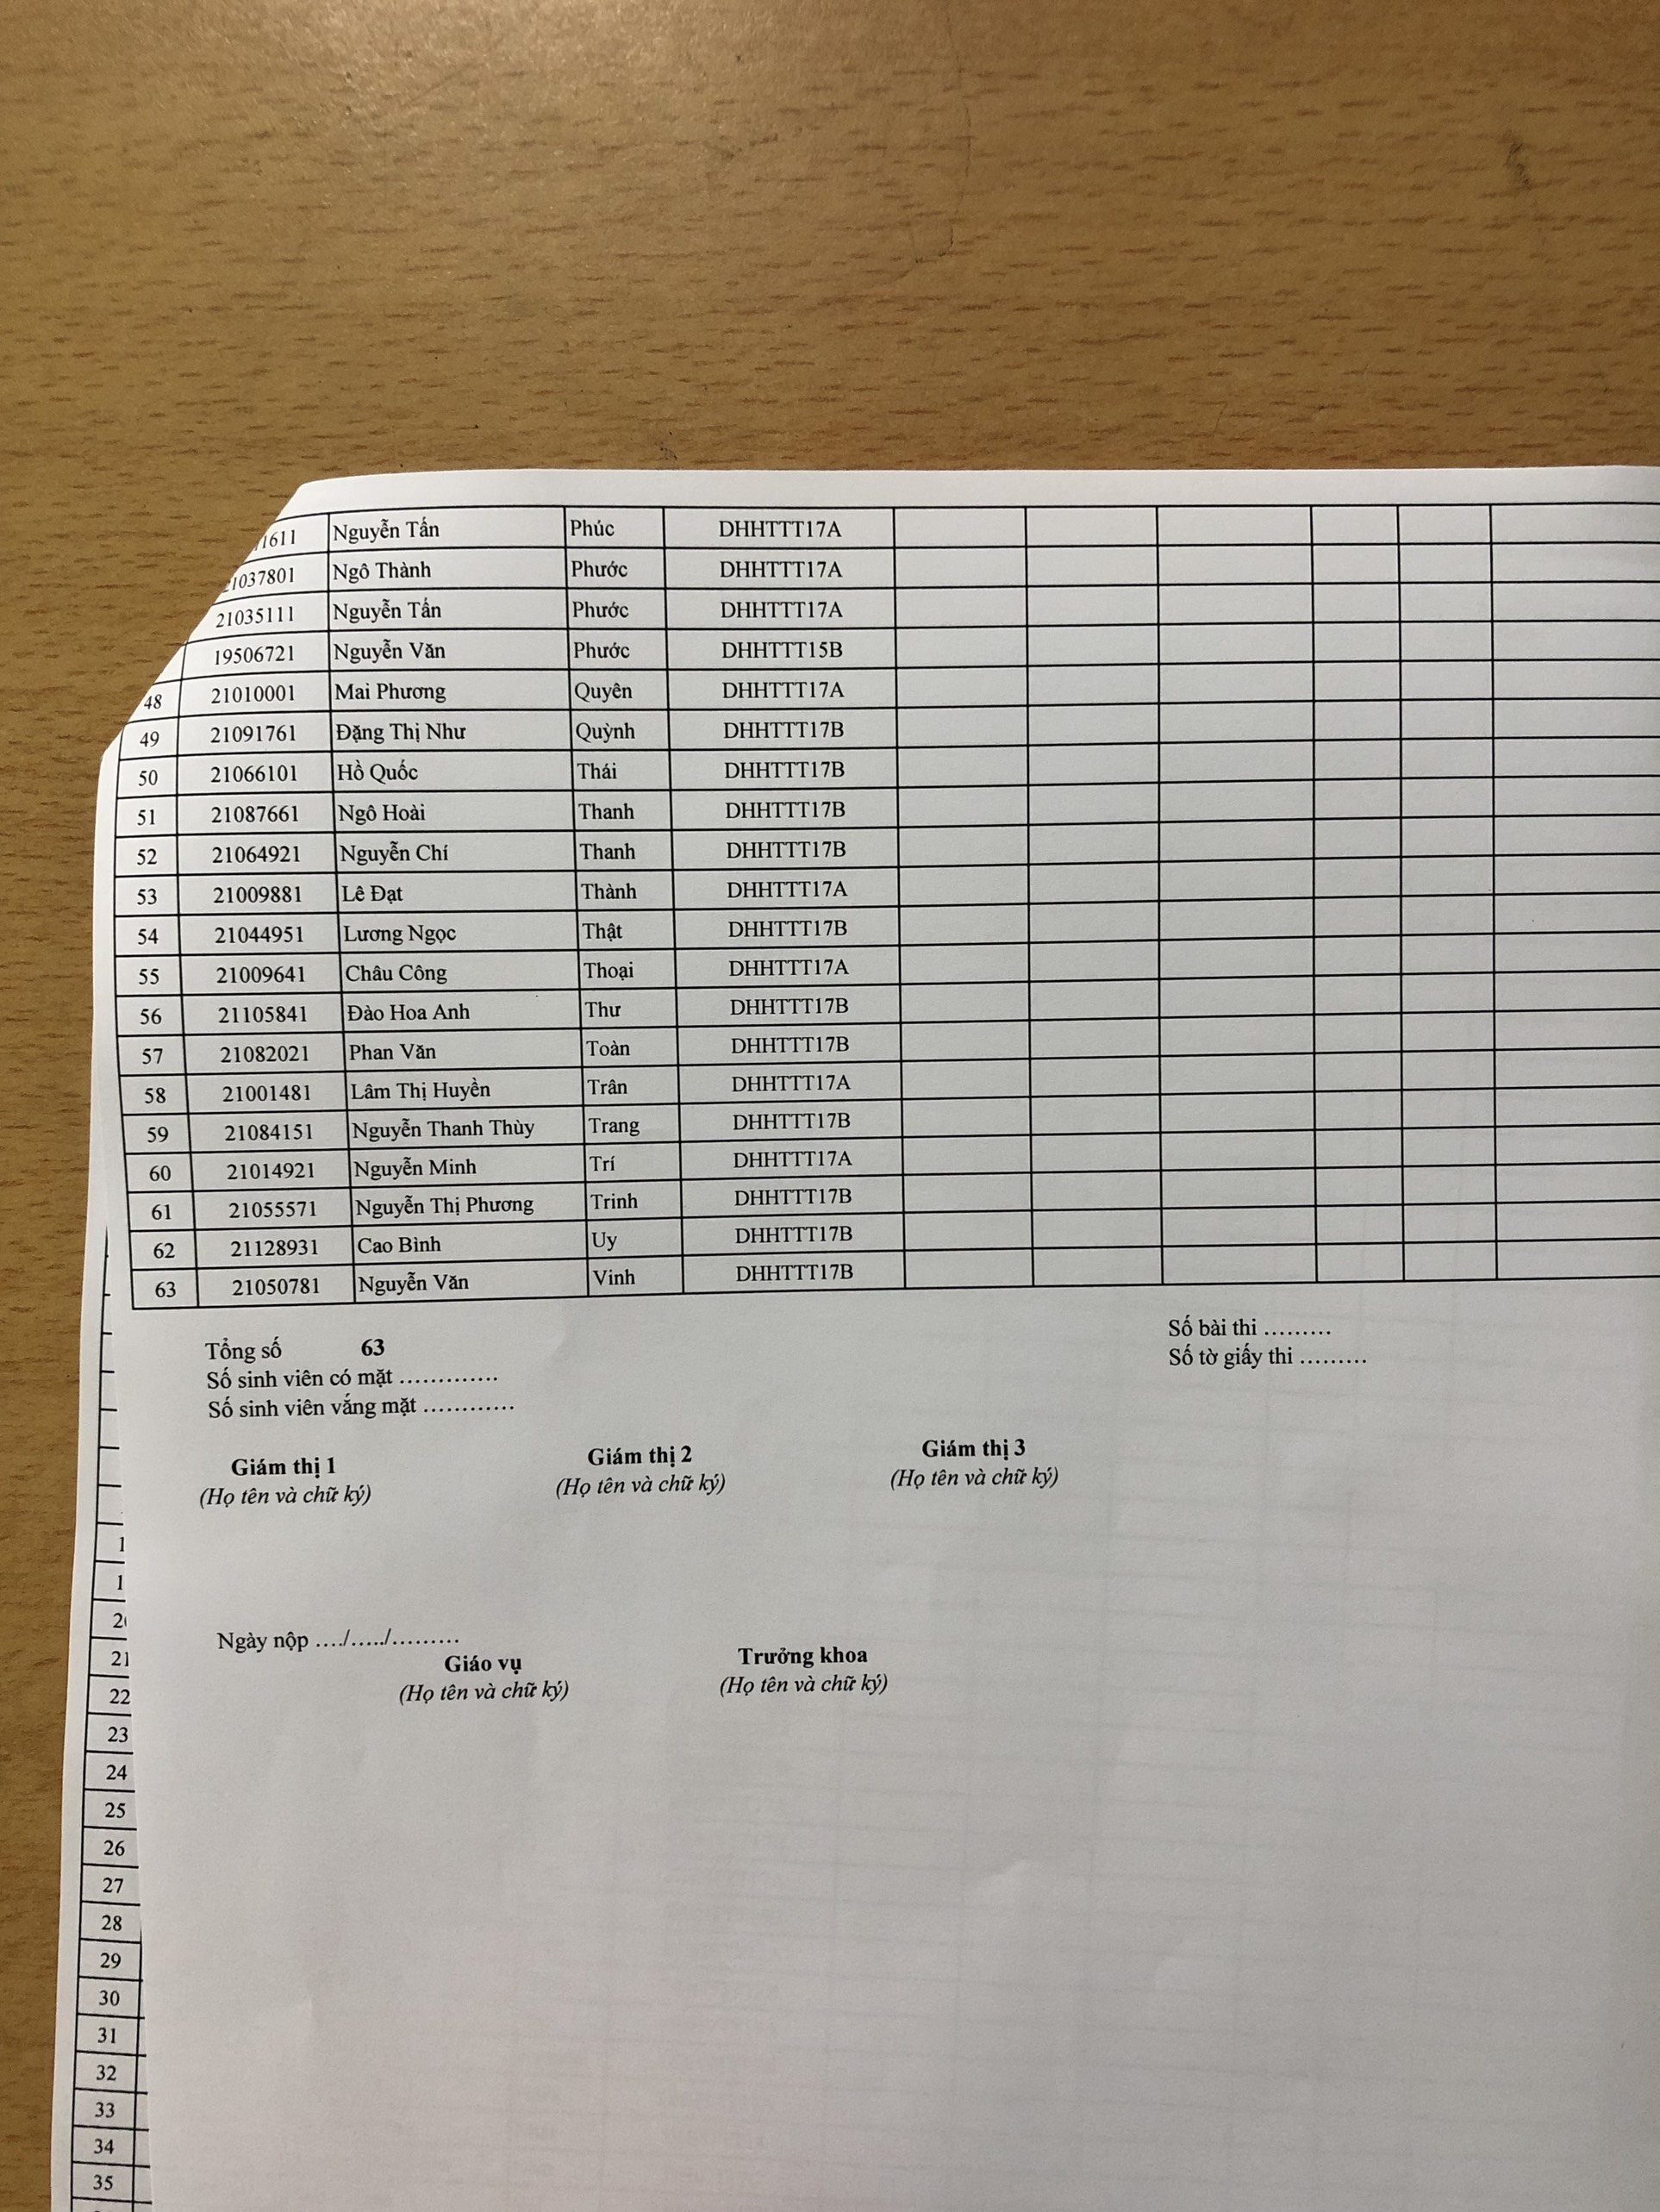 Nguyễn Tấn Phúc DHHTTT17A
Ngô Thành Phước DHHTTT17A
21035111 Nguyễn Tấn Phước DHHTTT17A
19506721 Nguyễn Văn Phước DHHTTT15B
48 21010001 Mai Phương Quyên DHHTTT17A
49 21091761 Đặng Thị Như Quỳnh DHHTTT17B
50 21066101 Hồ Quốc Thái DHHTTT17B
51 21087661 Ngô Hoài Thanh DHHTTT17B
52 21064921 Nguyễn Chí Thanh DHHTTT17B
53 21009881 Lê Đạt Thành DHHTTT17A
54 21044951 Lương Ngọc Thật DHHTTT17B
55 21009641 Châu Công Thoại DHHTTT17A
56 21105841 Đào Hoa Anh Thư DHHTTT17B
57 21082021 Phan Văn Toàn DHHTTT17B
58 21001481 Lâm Thị Huyền Trân DHHTTT17A
59 21084151 Nguyễn Thanh Thùy Trang DHHTTT17B
60 21014921 Nguyễn Minh Trí DHHTTT17A
61 21055571 Nguyễn Thị Phương Trinh DHHTTT17B
62 21128931 Cao Bình Uy DHHTTT17B
63 21050781 Nguyễn Văn Vinh DHHTTT17B
Tổng số 63
Số sinh viên có mặt .............
Số sinh viên vắng mặt ............
Số bài thi .........
Số tờ giấy thi .........
Giám thị 1 Giám thị 2 Giám thị 3
(Họ tên và chữ ký) (Họ tên và chữ ký) (Họ tên và chữ ký)
Ngày nộp ..../...../.........
Giáo vụ Trưởng khoa
(Họ tên và chữ ký) (Họ tên và chữ ký)
21
22
23
24
25
26
27
28
29
30
31
32
33
34
35